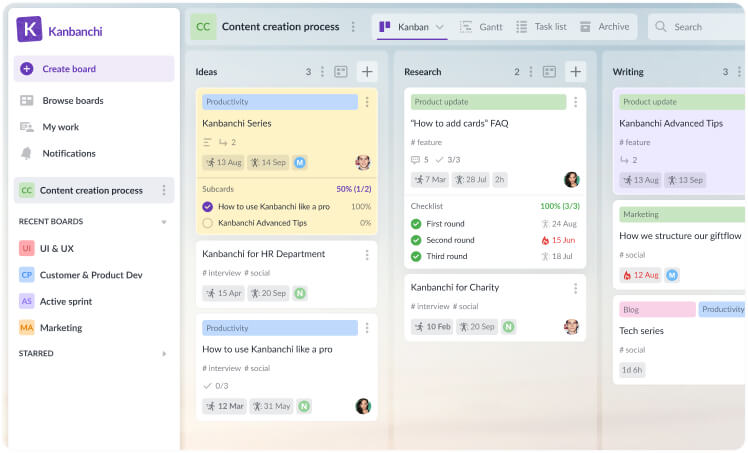 K Kanbanchi
Create board
Browse boards
My work
Notifications
CC Content creation process
RECENT BOARDS
UI UI & UX
CP Customer & Product Dev
AS Active sprint
MA Marketing
STARRED
CC Content creation process
Kanban
Gantt
Task list
Archive
Search
Ideas 3
Productivity
Kanbanchi Series
2
13 Aug 14 Sep M
Subcards 50% (1/2)
How to use Kanbanchi like a pro 100%
Kanbanchi Advanced Tips 0%
Kanbanchi for HR Department
# interview # social
15 Apr 20 Sep N
Productivity
How to use Kanbanchi like a pro
# interview # social
0/3
12 Mar 31 May N
Research 2
Product update
“How to add cards” FAQ
# feature
5 3/3
7 Mar 28 Jul 2h
Checklist 100% (3/3)
First round 24 Aug
Second round 15 Jun
Third round 18 Jul
Kanbanchi for Charity
# interview # social
10 Feb 20 Sep N
Writing 3
Product update
Kanbanchi Advanced Tips
# feature
2
13 Aug 13 Sep
Marketing
How we structure our giftflow
# social
12 Aug M
Blog Productivity
Tech series
# social
1d 6h